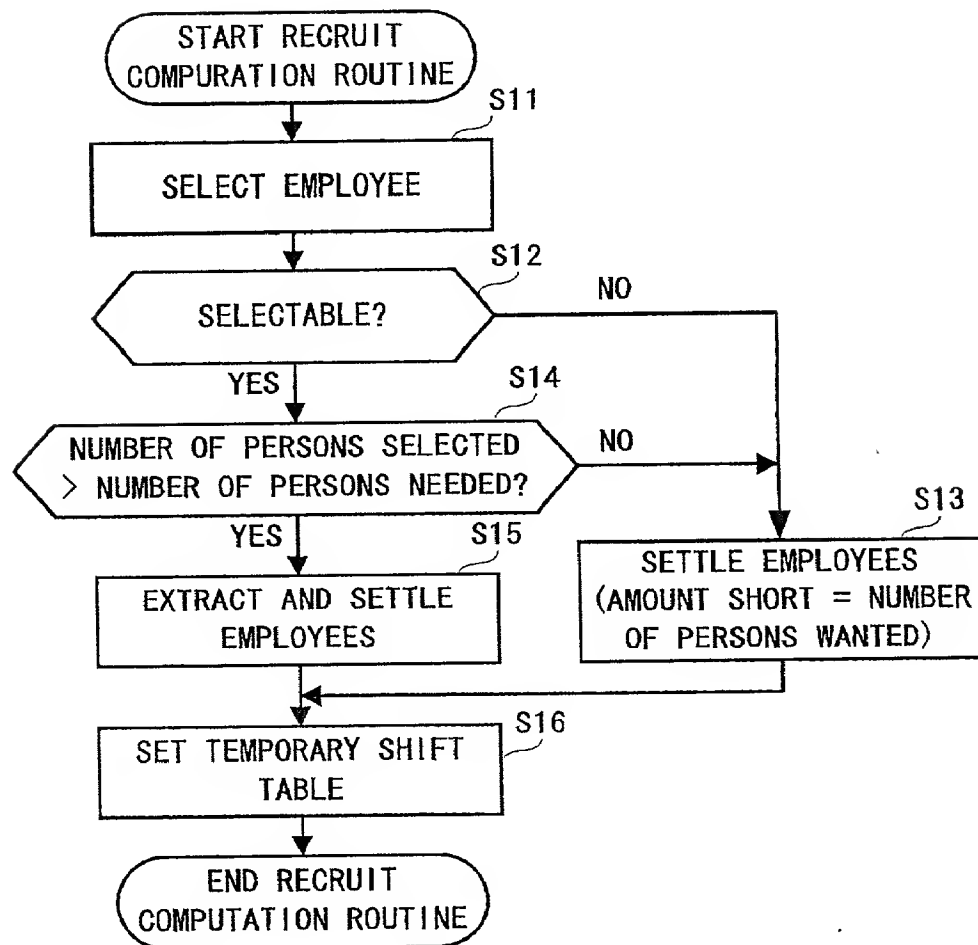 START RECRUIT
COMPURATION ROUTINE
S11
SELECT EMPLOYEE
S12
SELECTABLE?
NO
YES
S14
NUMBER OF PERSONS SELECTED
> NUMBER OF PERSONS NEEDED?
NO
YES
S15
EXTRACT AND SETTLE
EMPLOYEES
S13
SETTLE EMPLOYEES
(AMOUNT SHORT = NUMBER
OF PERSONS WANTED)
S16
SET TEMPORARY SHIFT
TABLE
END RECRUIT
COMPUTATION ROUTINE